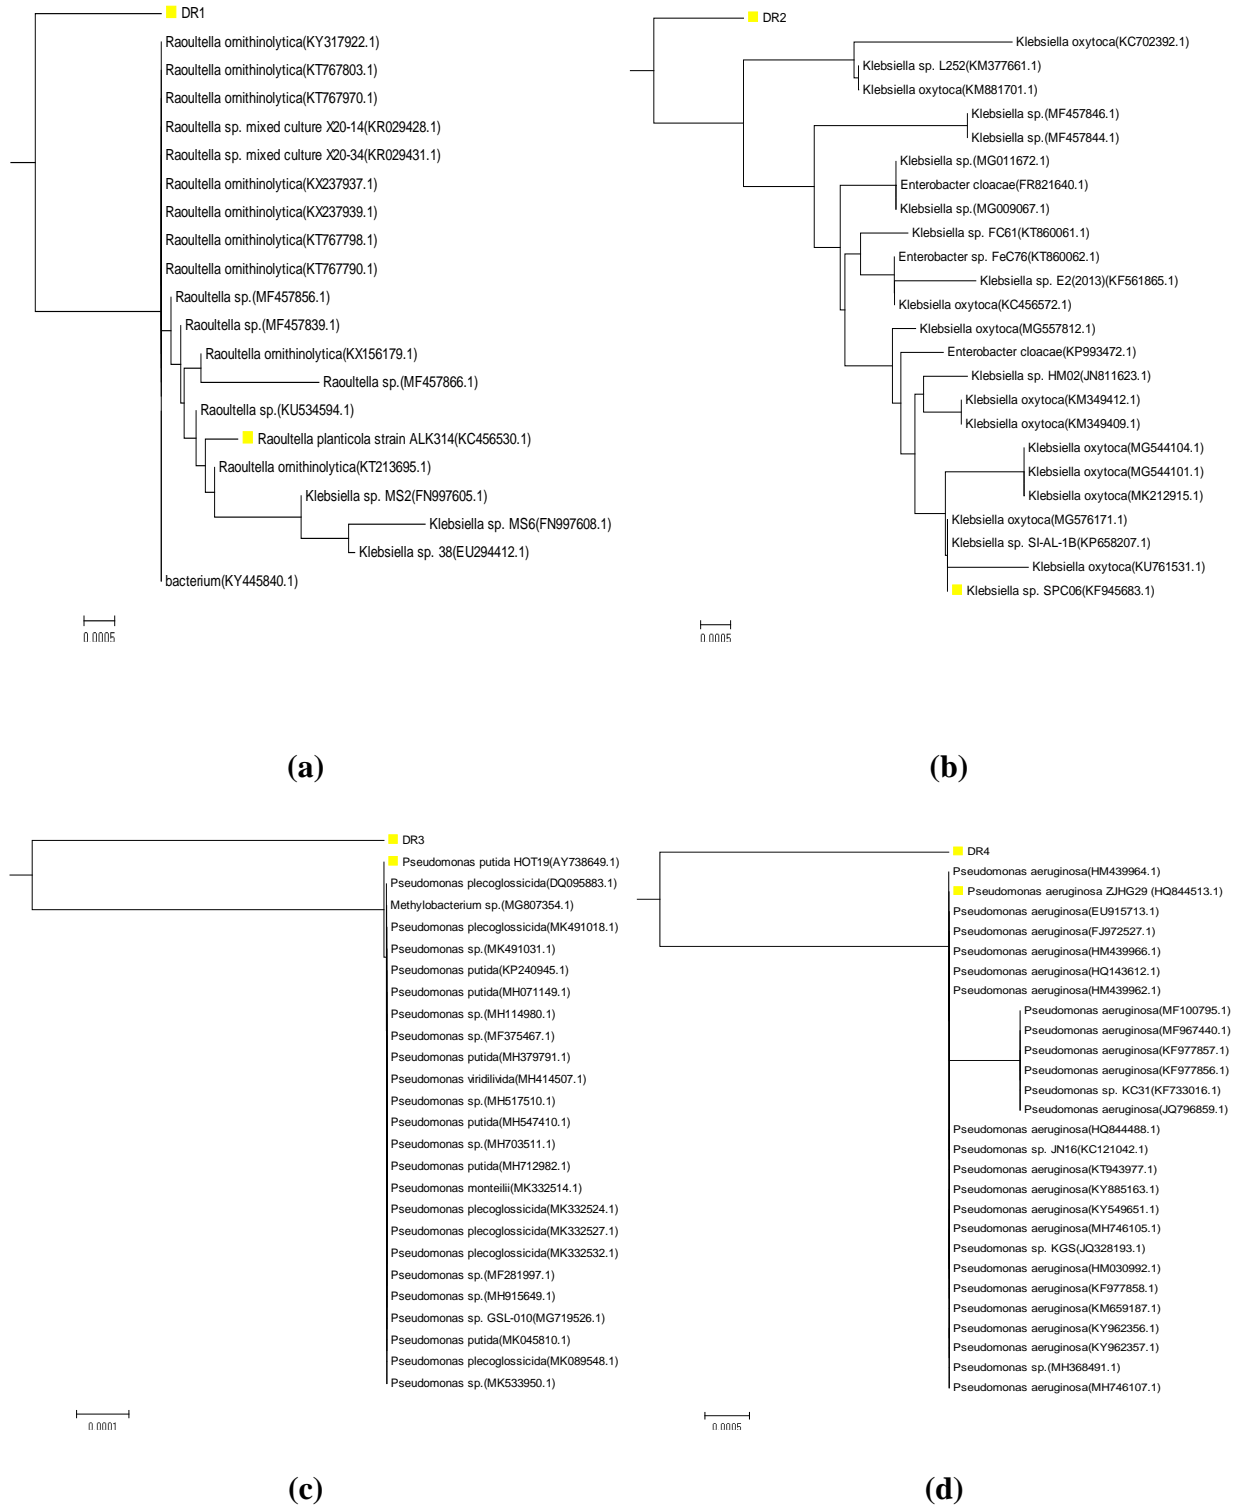 DR1
Raoultella ornithinolytica(KY317922.1)
Raoultella ornithinolytica(KT767803.1)
Raoultella ornithinolytica(KT767970.1)
Raoultella sp. mixed culture X20-14(KR029428.1)
Raoultella sp. mixed culture X20-34(KR029431.1)
Raoultella ornithinolytica(KX237937.1)
Raoultella ornithinolytica(KX237939.1)
Raoultella ornithinolytica(KT767798.1)
Raoultella ornithinolytica(KT767790.1)
Raoultella sp.(MF457856.1)
Raoultella sp.(MF457839.1)
Raoultella ornithinolytica(KX156179.1)
Raoultella sp.(MF457866.1)
Raoultella sp.(KU534594.1)
Raoultella planticola strain ALK314(KC456530.1)
Raoultella ornithinolytica(KT213695.1)
Klebsiella sp. MS2(FN997605.1)
Klebsiella sp. MS6(FN997608.1)
Klebsiella sp. 38(EU294412.1)
bacterium(KY445840.1)
0.0005
(a)
DR2
Klebsiella oxytoca(KC702392.1)
Klebsiella sp. L252(KM377661.1)
Klebsiella oxytoca(KM881701.1)
Klebsiella sp.(MF457846.1)
Klebsiella sp.(MF457844.1)
Klebsiella sp.(MG011672.1)
Enterobacter cloacae(FR821640.1)
Klebsiella sp.(MG009067.1)
Klebsiella sp. FC61(KT860061.1)
Enterobacter sp. FeC76(KT860062.1)
Klebsiella sp. E2(2013)(KF561865.1)
Klebsiella oxytoca(KC456572.1)
Klebsiella oxytoca(MG557812.1)
Enterobacter cloacae(KP993472.1)
Klebsiella sp. HM02(JN811623.1)
Klebsiella oxytoca(KM349412.1)
Klebsiella oxytoca(KM349409.1)
Klebsiella oxytoca(MG544104.1)
Klebsiella oxytoca(MG544101.1)
Klebsiella oxytoca(MK212915.1)
Klebsiella oxytoca(MG576171.1)
Klebsiella sp. SI-AL-1B(KP658207.1)
Klebsiella oxytoca(KU761531.1)
Klebsiella sp. SPC06(KF945683.1)
0.0005
(b)
DR3
Pseudomonas putida HOT19(AY738649.1)
Pseudomonas plecoglossicida(DQ095883.1)
Methylobacterium sp.(MG807354.1)
Pseudomonas plecoglossicida(MK491018.1)
Pseudomonas sp.(MK491031.1)
Pseudomonas putida(KP240945.1)
Pseudomonas putida(MH071149.1)
Pseudomonas sp.(MH114980.1)
Pseudomonas sp.(MF375467.1)
Pseudomonas putida(MH379791.1)
Pseudomonas viridilivida(MH414507.1)
Pseudomonas sp.(MH517510.1)
Pseudomonas putida(MH547410.1)
Pseudomonas sp.(MH703511.1)
Pseudomonas putida(MH712982.1)
Pseudomonas monteilii(MK332514.1)
Pseudomonas plecoglossicida(MK332524.1)
Pseudomonas plecoglossicida(MK332527.1)
Pseudomonas plecoglossicida(MK332532.1)
Pseudomonas sp.(MF281997.1)
Pseudomonas sp.(MH915649.1)
Pseudomonas sp. GSL-010(MG719526.1)
Pseudomonas putida(MK045810.1)
Pseudomonas plecoglossicida(MK089548.1)
Pseudomonas sp.(MK533950.1)
0.0001
(c)
DR4
Pseudomonas aeruginosa(HM439964.1)
Pseudomonas aeruginosa ZJHG29 (HQ844513.1)
Pseudomonas aeruginosa(EU915713.1)
Pseudomonas aeruginosa(FJ972527.1)
Pseudomonas aeruginosa(HM439966.1)
Pseudomonas aeruginosa(HQ143612.1)
Pseudomonas aeruginosa(HM439962.1)
Pseudomonas aeruginosa(MF100795.1)
Pseudomonas aeruginosa(MF967440.1)
Pseudomonas aeruginosa(KF977857.1)
Pseudomonas aeruginosa(KF977856.1)
Pseudomonas sp. KC31(KF733016.1)
Pseudomonas aeruginosa(JQ796859.1)
Pseudomonas aeruginosa(HQ844488.1)
Pseudomonas sp. JN16(KC121042.1)
Pseudomonas aeruginosa(KT943977.1)
Pseudomonas aeruginosa(KY885163.1)
Pseudomonas aeruginosa(KY549651.1)
Pseudomonas aeruginosa(MH746105.1)
Pseudomonas sp. KGS(JQ328193.1)
Pseudomonas aeruginosa(HM030992.1)
Pseudomonas aeruginosa(KF977858.1)
Pseudomonas aeruginosa(KM659187.1)
Pseudomonas aeruginosa(KY962356.1)
Pseudomonas aeruginosa(KY962357.1)
Pseudomonas sp.(MH368491.1)
Pseudomonas aeruginosa(MH746107.1)
0.0005
(d)